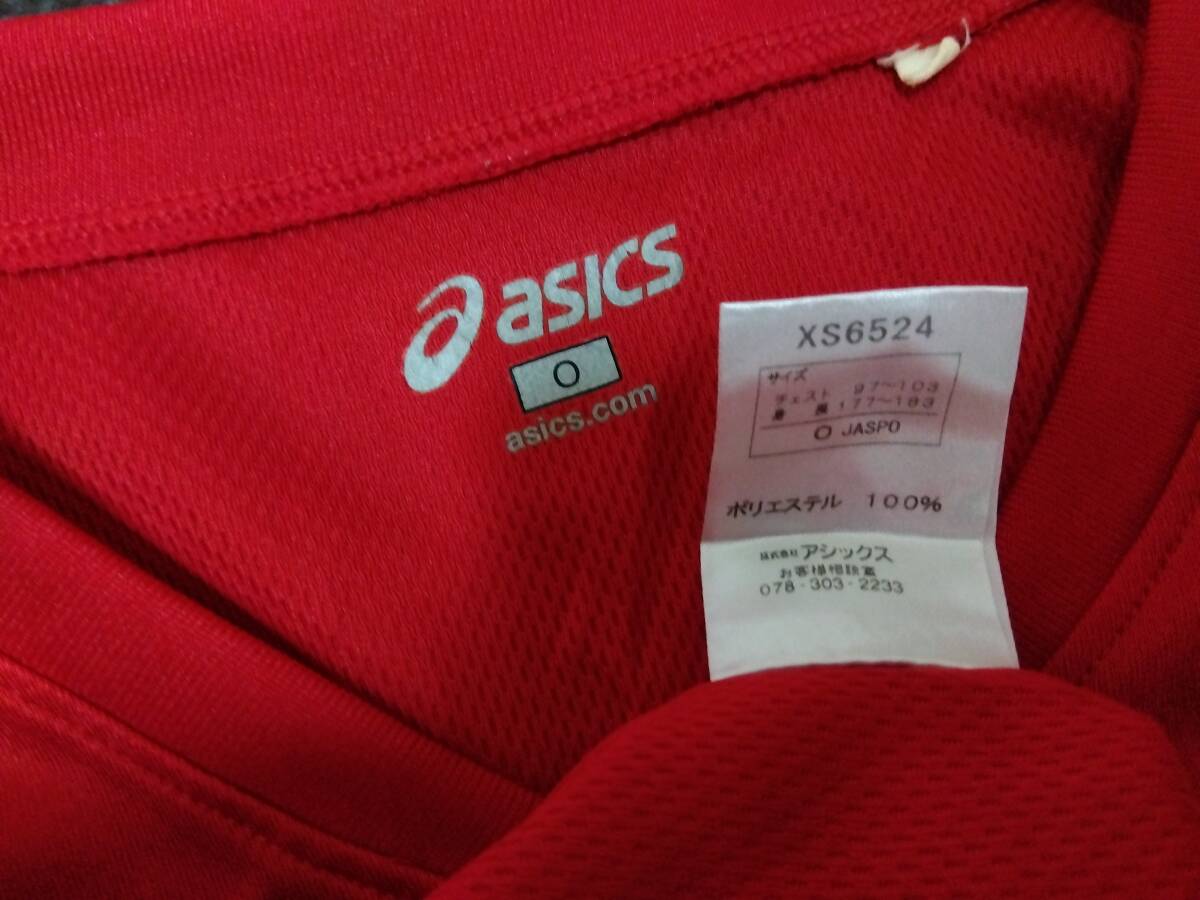 asics
O
asics.com
XS6524
サイズ
チェスト 97〜103
身長 177〜183
O JASPO
ポリエステル 100%
株式会社アシックス
お客様相談室
078-303-2233